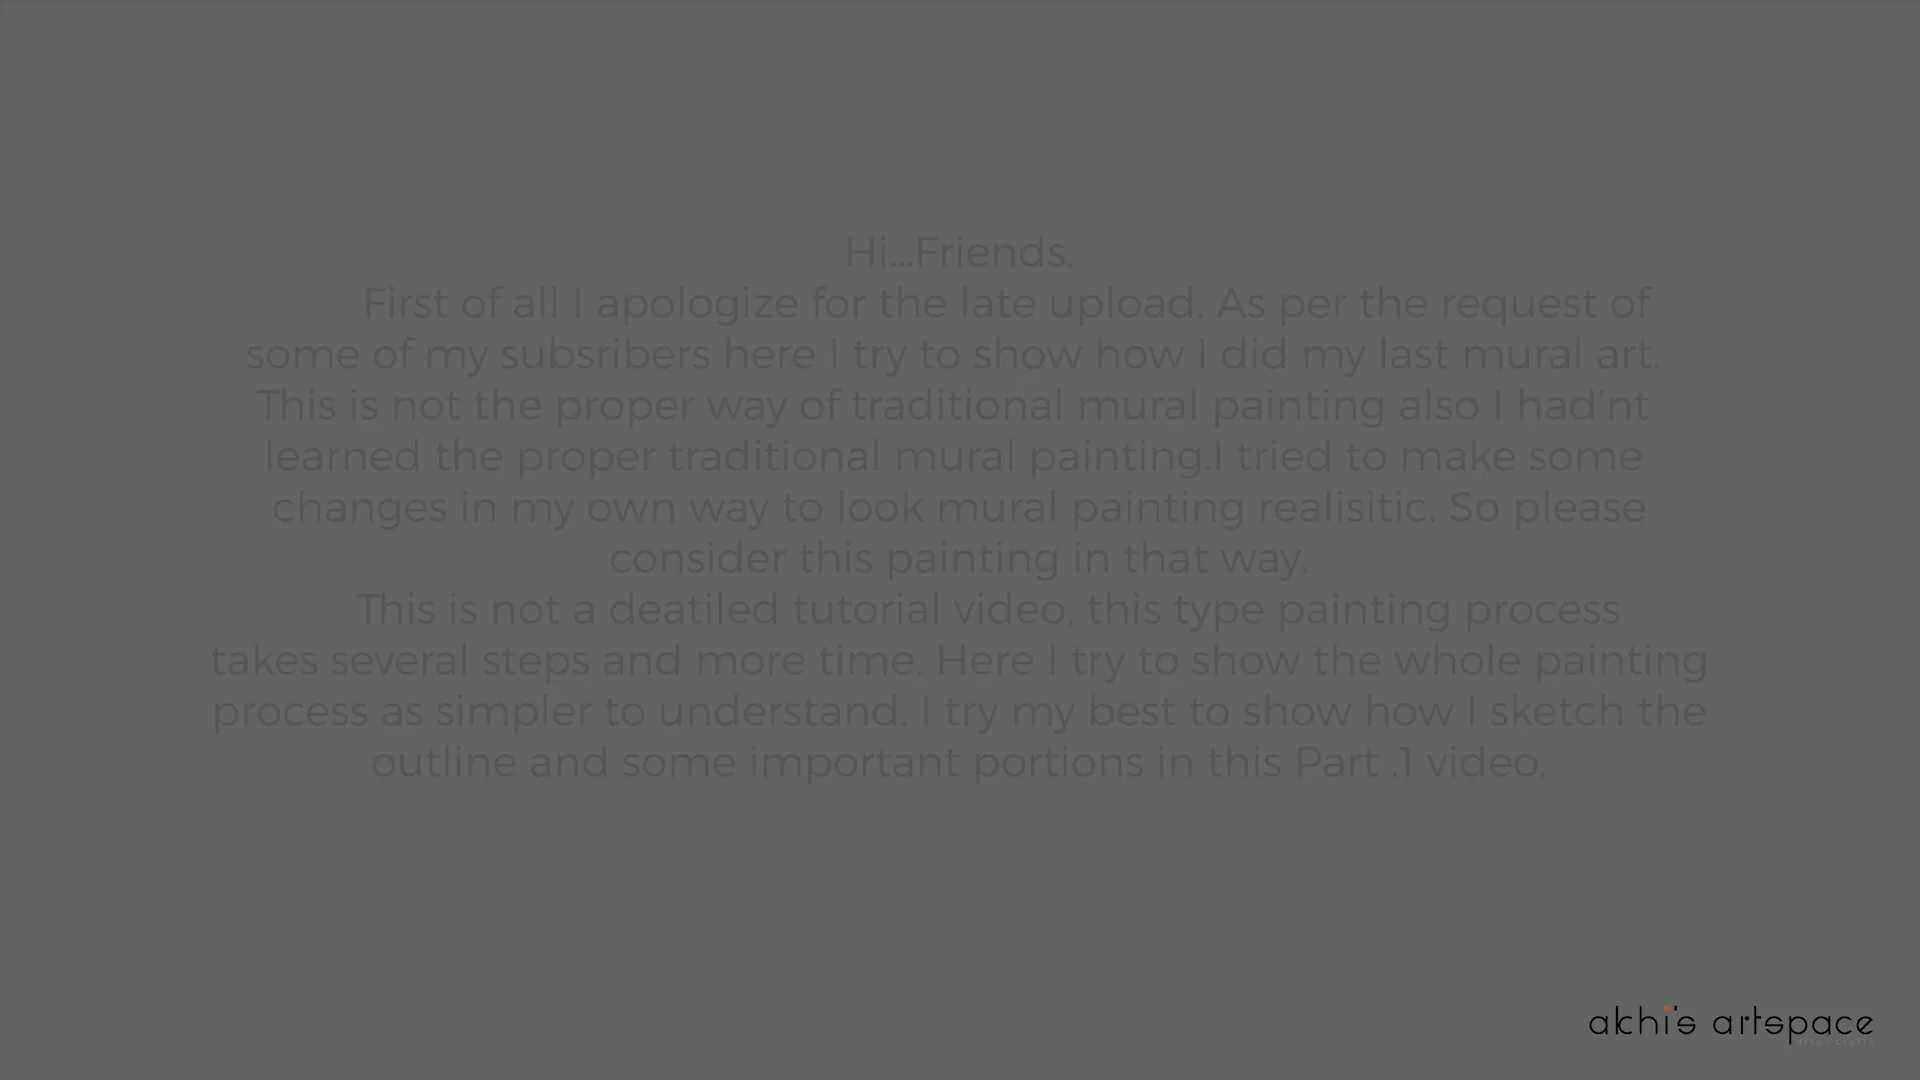 Hi...Friends,
First of all I apologize for the late upload. As per the request of
some of my subsribers here I try to show how I did my last mural art.
This is not the proper way of traditional mural painting also I had'nt
learned the proper traditional mural painting.I tried to make some
changes in my own way to look mural painting realisitic. So please
consider this painting in that way.
This is not a deatiled tutorial video, this type painting process
takes several steps and more time. Here I try to show the whole painting
process as simpler to understand. I try my best to show how I sketch the
outline and some important portions in this Part .1 video.
akhi's artspace